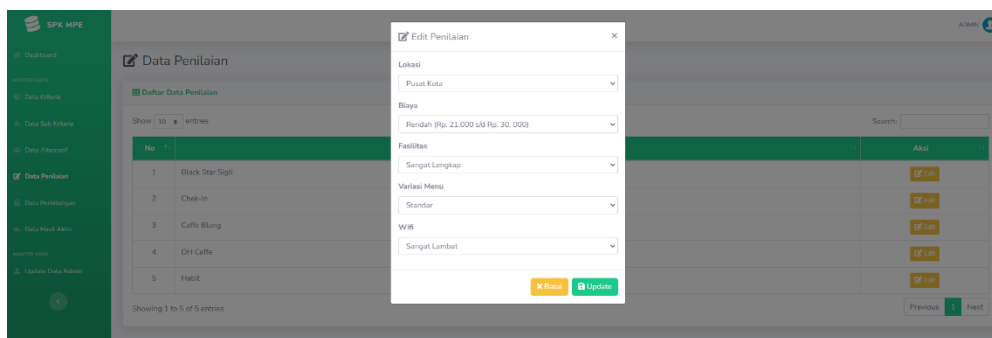 SPK MPE
ADMIN
Dashboard
MASTER DATA
Data Kriteria
Data Sub Kriteria
Data Alternatif
Data Penilaian
Data Perhitungan
Data Hasil Akhir
MASTER USER
Update Data Admin
Data Penilaian
Daftar Data Penilaian
Show 10 entries
Search:
No
Aksi
1 Black Star Sigli Edit
2 Chek-In Edit
3 Caffe Blang Edit
4 DH Caffe Edit
5 Habit Edit
Showing 1 to 5 of 5 entries
Previous 1 Next
Edit Penilaian ×
Lokasi
Pusat Kota
Biaya
Rendah (Rp. 21.000 s/d Rp. 30. 000)
Fasilitas
Sangat Lengkap
Variasi Menu
Standar
Wifi
Sangat Lambat
Batal Update